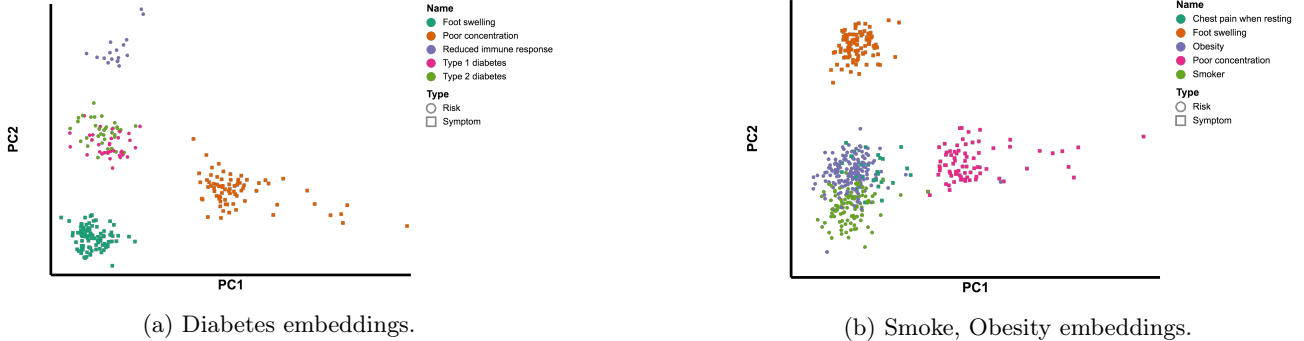 Name
Foot swelling
Poor concentration
Reduced immune response
Type 1 diabetes
Type 2 diabetes
Type
Risk
Symptom
PC2
PC1
(a) Diabetes embeddings.
Name
Chest pain when resting
Foot swelling
Obesity
Poor concentration
Smoker
Type
Risk
Symptom
PC2
PC1
(b) Smoke, Obesity embeddings.